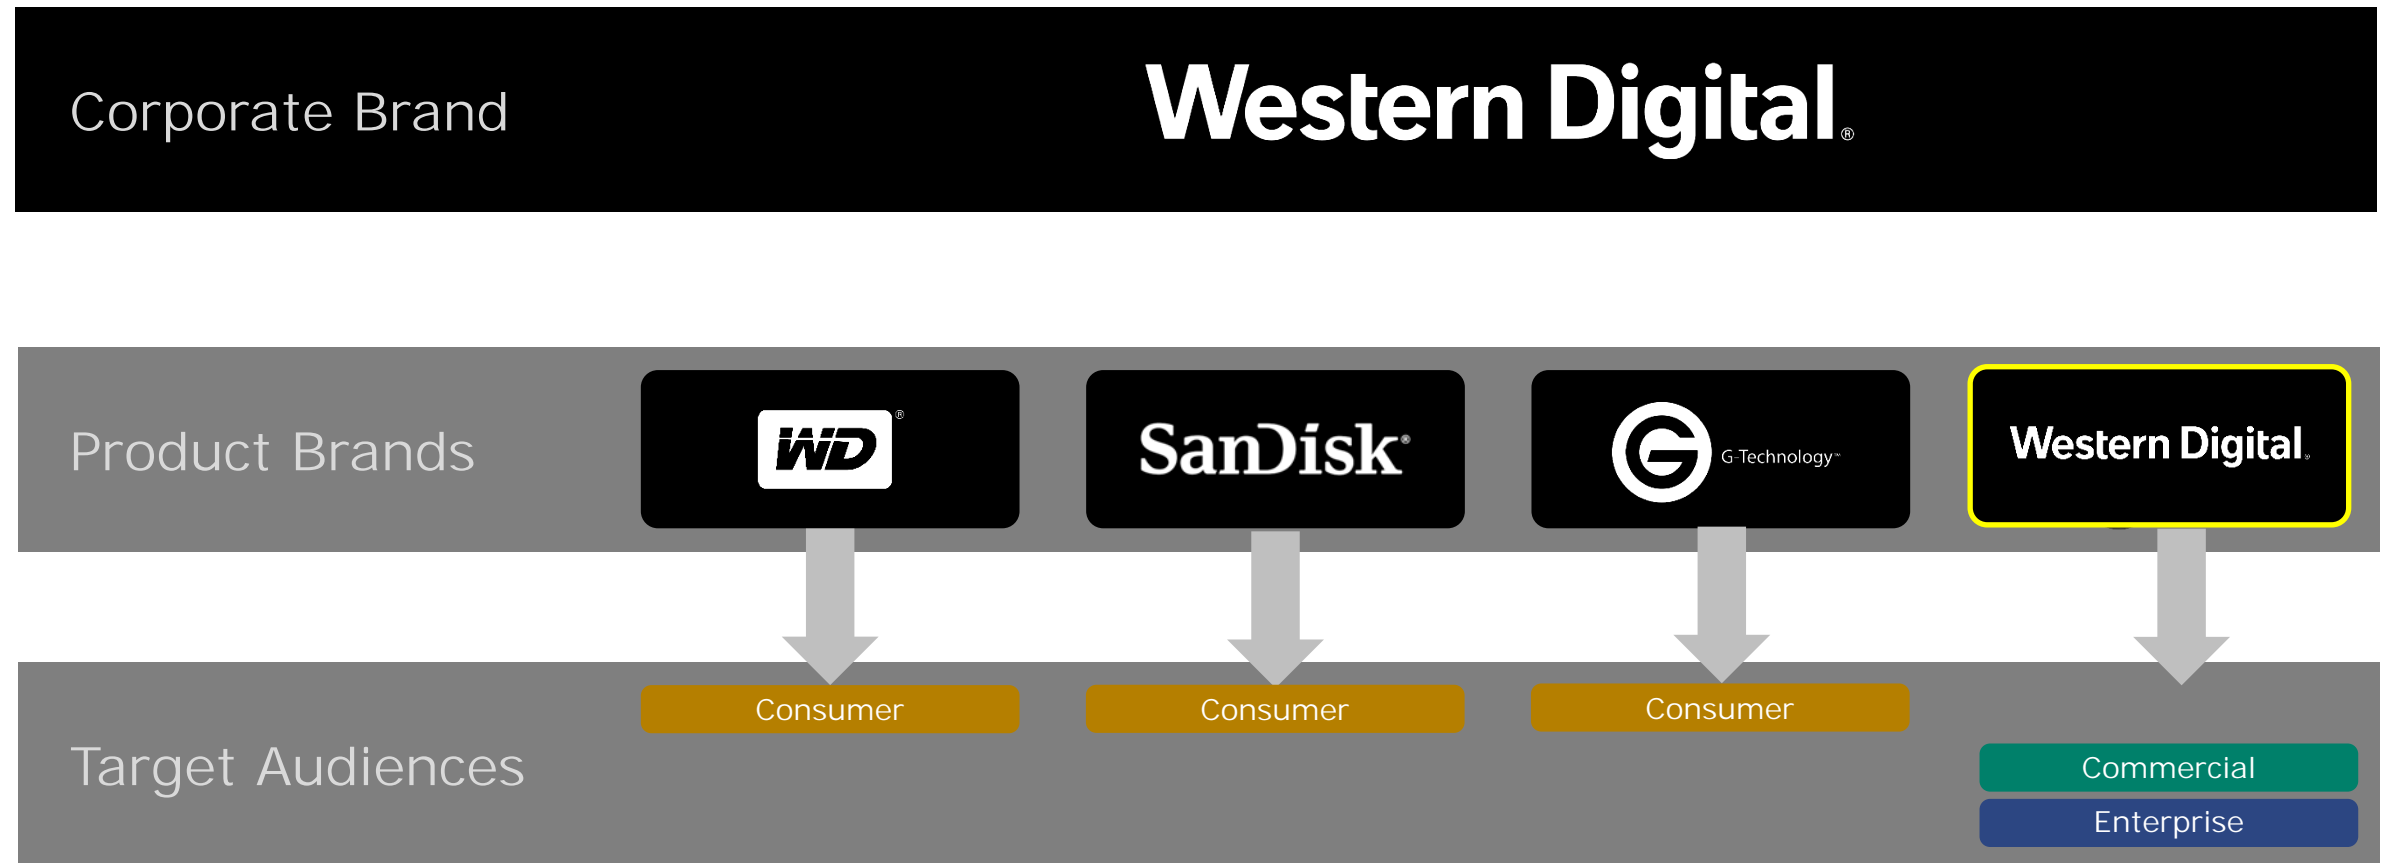 Corporate Brand
Western Digital®
Product Brands
WD®
SanDisk®
G G-Technology™
Western Digital®
Target Audiences
Consumer
Consumer
Consumer
Commercial
Enterprise